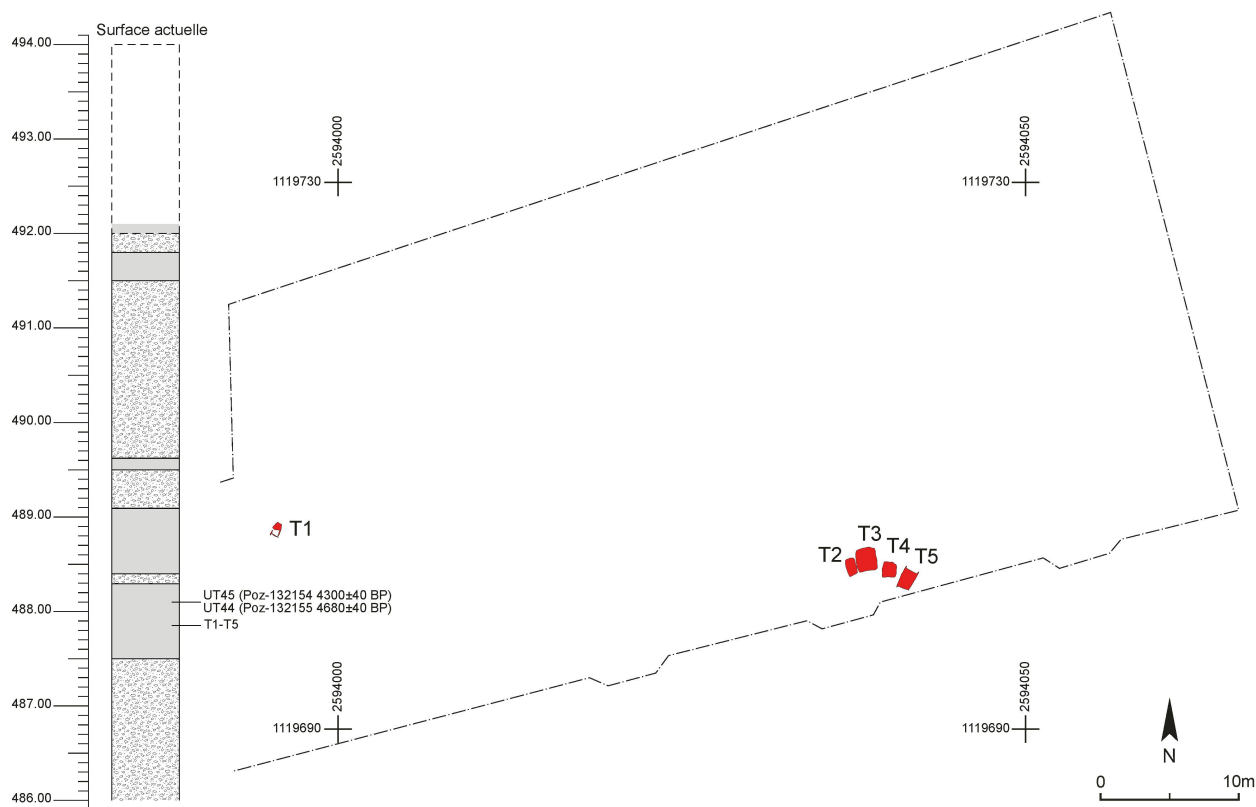 Surface actuelle
494.00
493.00
492.00
491.00
490.00
489.00
488.00
487.00
486.00
UT45 (Poz-132154 4300±40 BP)
UT44 (Poz-132155 4680±40 BP)
T1-T5
2594000
1119730
2594050
1119730
T1
T2
T3
T4
T5
2594000
1119690
2594050
1119690
N
0 10m